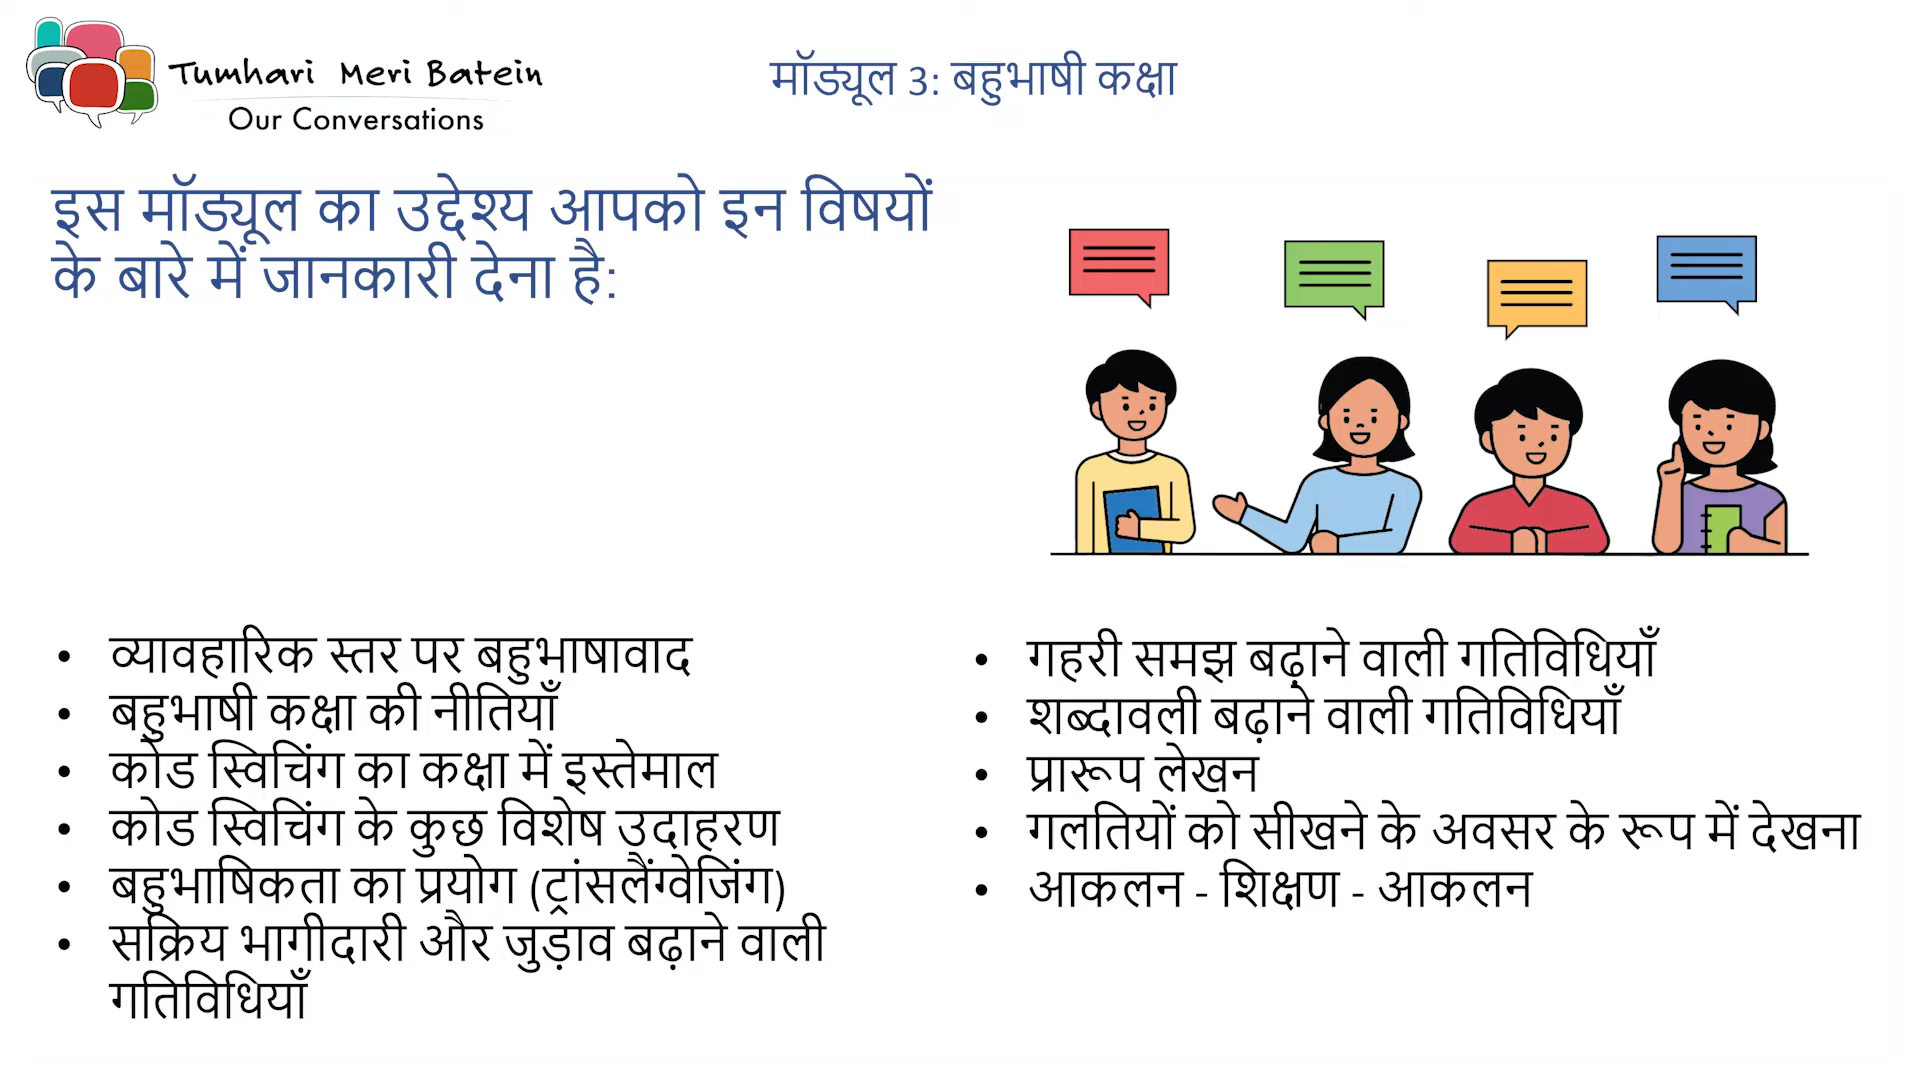 Tumhari Meri Batein
Our Conversations
मॉड्यूल 3: बहुभाषी कक्षा
इस मॉड्यूल का उद्देश्य आपको इन विषयों
के बारे में जानकारी देना है:
• व्यावहारिक स्तर पर बहुभाषावाद
• बहुभाषी कक्षा की नीतियाँ
• कोड स्विचिंग का कक्षा में इस्तेमाल
• कोड स्विचिंग के कुछ विशेष उदाहरण
• बहुभाषिकता का प्रयोग (ट्रांसलैंग्वेजिंग)
• सक्रिय भागीदारी और जुड़ाव बढ़ाने वाली
गतिविधियाँ
• गहरी समझ बढ़ाने वाली गतिविधियाँ
• शब्दावली बढ़ाने वाली गतिविधियाँ
• प्रारूप लेखन
• गलतियों को सीखने के अवसर के रूप में देखना
• आकलन - शिक्षण - आकलन